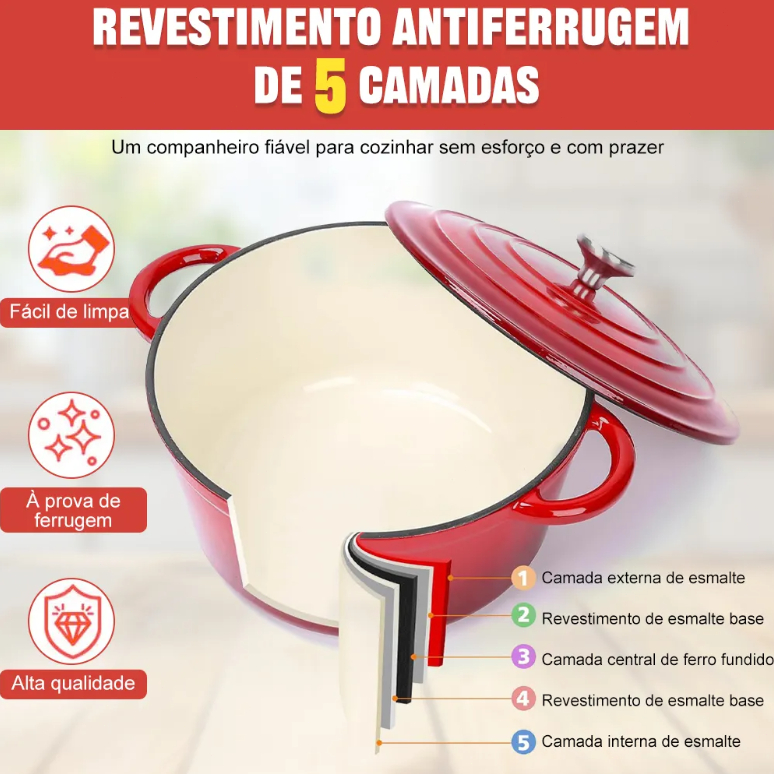 REVESTIMENTO ANTIFERRUGEM
DE 5 CAMADAS
Um companheiro fiável para cozinhar sem esforço e com prazer
Fácil de limpa
À prova de
ferrugem
Alta qualidade
1 Camada externa de esmalte
2 Revestimento de esmalte base
3 Camada central de ferro fundido
4 Revestimento de esmalte base
5 Camada interna de esmalte